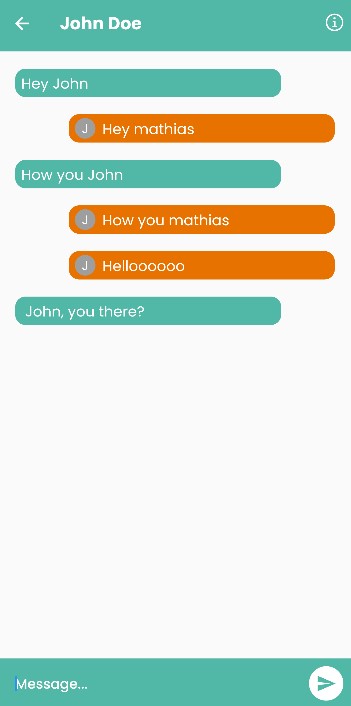 John Doe
Hey John
J Hey mathias
How you John
J How you mathias
J Helloooooo
John, you there?
Message...